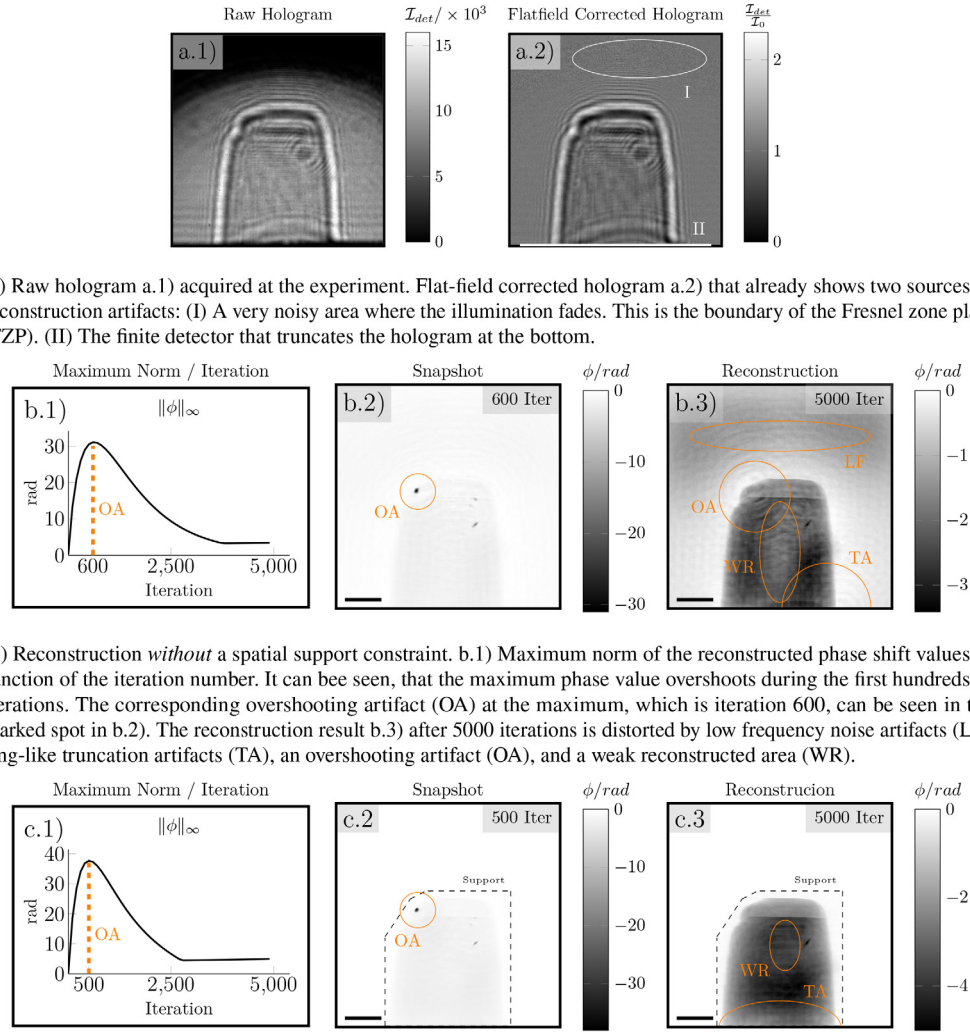 Raw Hologram
I_det / × 10³
Flatfield Corrected Hologram
I_det / I_0
a.1)
15
10
5
0
a.2)
I
II
2
1
0
) Raw hologram a.1) acquired at the experiment. Flat-field corrected hologram a.2) that already shows two sources
construction artifacts: (I) A very noisy area where the illumination fades. This is the boundary of the Fresnel zone pla
ZP). (II) The finite detector that truncates the hologram at the bottom.
Maximum Norm / Iteration
Snapshot
ϕ/rad
Reconstruction
ϕ/rad
b.1)
‖ϕ‖∞
30
20
10
0
rad
OA
600
2,500
5,000
Iteration
b.2)
600 Iter
OA
0
−10
−20
−30
b.3)
5000 Iter
LF
OA
WR
TA
0
−1
−2
−3
) Reconstruction without a spatial support constraint. b.1) Maximum norm of the reconstructed phase shift values
nction of the iteration number. It can bee seen, that the maximum phase value overshoots during the first hundreds
erations. The corresponding overshooting artifact (OA) at the maximum, which is iteration 600, can be seen in t
arked spot in b.2). The reconstruction result b.3) after 5000 iterations is distorted by low frequency noise artifacts (L
ng-like truncation artifacts (TA), an overshooting artifact (OA), and a weak reconstructed area (WR).
Maximum Norm / Iteration
Snapshot
ϕ/rad
Reconstrucion
ϕ/rad
c.1)
‖ϕ‖∞
40
30
20
10
0
rad
OA
500
2,500
5,000
Iteration
c.2
500 Iter
Support
OA
0
−10
−20
−30
c.3
5000 Iter
Support
WR
TA
0
−2
−4